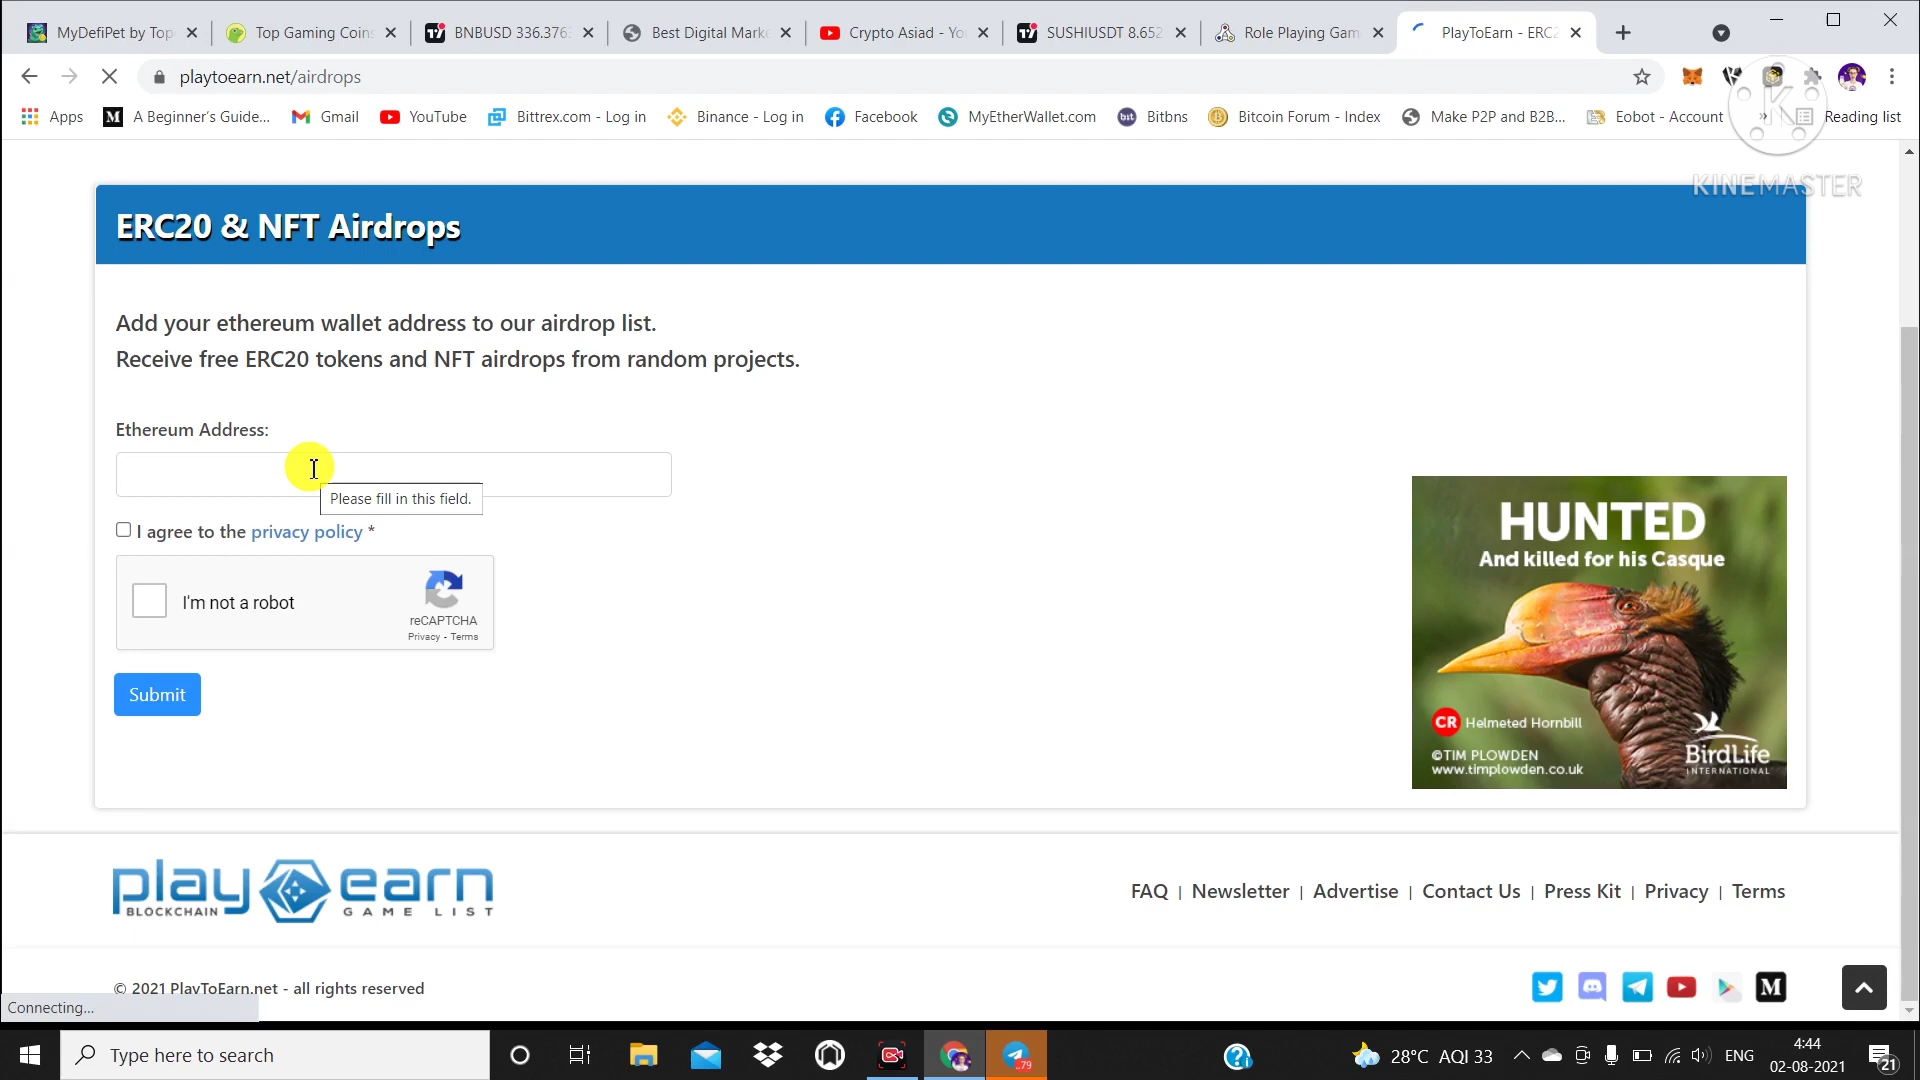 MyDefiPet by Top
Top Gaming Coins
BNBUSD 336.376
Best Digital Marke
Crypto Asiad - Yo
SUSHIUSDT 8.652
Role Playing Gam
PlayToEarn - ERC2
playtoearn.net/airdrops
Apps
M
A Beginner's Guide...
Gmail
YouTube
Bittrex.com - Log in
Binance - Log in
Facebook
MyEtherWallet.com
bit
Bitbns
Bitcoin Forum - Index
Make P2P and B2B...
Eobot - Account
»
Reading list
K
KINEMASTER
ERC20 & NFT Airdrops
Add your ethereum wallet address to our airdrop list.
Receive free ERC20 tokens and NFT airdrops from random projects.
Ethereum Address:
Please fill in this field.
I agree to the privacy policy *
I'm not a robot
reCAPTCHA
Privacy - Terms
Submit
HUNTED
And killed for his Casque
CR Helmeted Hornbill
©TIM PLOWDEN
www.timplowden.co.uk
BirdLife
INTERNATIONAL
play earn
BLOCKCHAIN GAME LIST
FAQ | Newsletter | Advertise | Contact Us | Press Kit | Privacy | Terms
© 2021 PlayToEarn.net - all rights reserved
M
Connecting...
Type here to search
..79
28°C AQI 33
ENG
4:44
02-08-2021
21